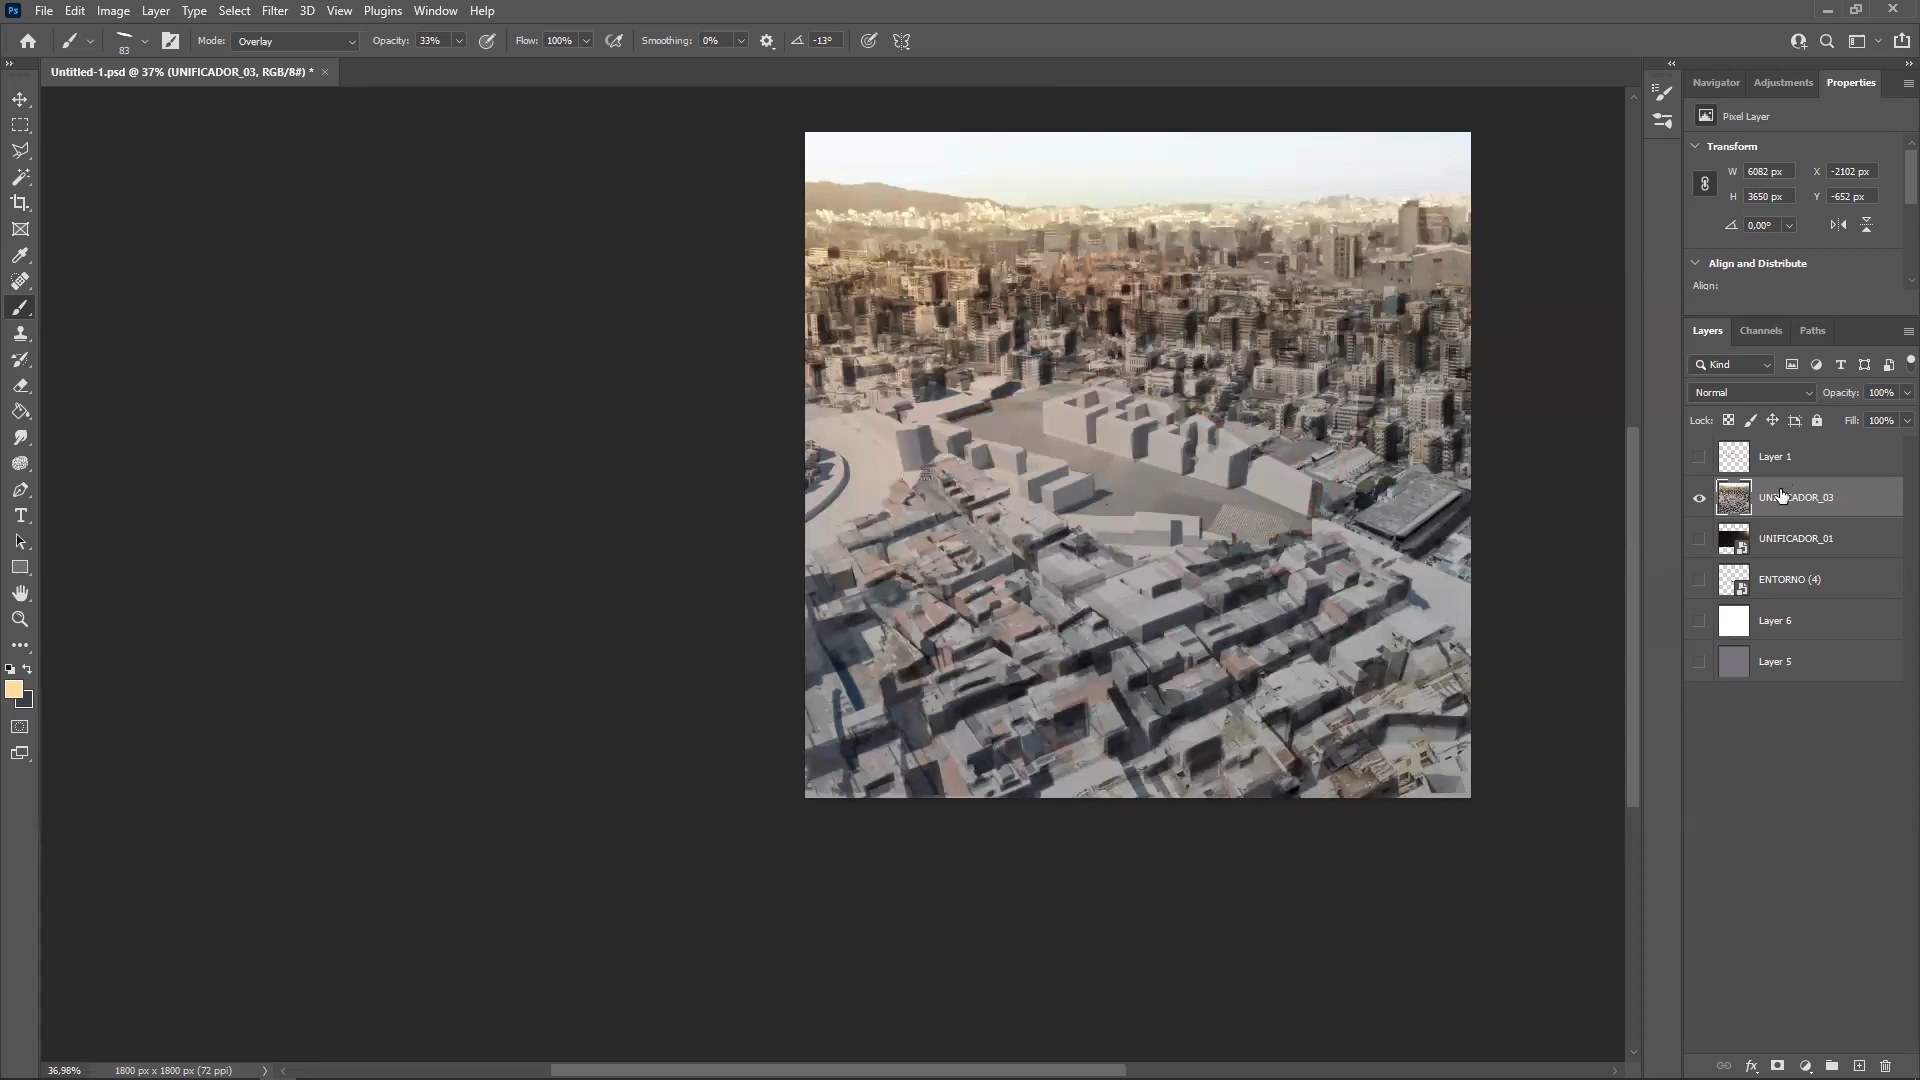 Ps File Edit Image Layer Type Select Filter 3D View Plugins Window Help
83 Mode: Overlay Opacity: 33% Flow: 100% Smoothing: 0% -13°
Untitled-1.psd @ 37% (UNIFICADOR_03, RGB/8#) * ×
Navigator Adjustments Properties
Pixel Layer
Transform
W 6082 px X -2102 px
H 3650 px Y -652 px
0,00°
Align and Distribute
Align:
Layers Channels Paths
Kind
Normal Opacity: 100%
Lock: Fill: 100%
Layer 1
UNIFICADOR_03
UNIFICADOR_01
ENTORNO (4)
Layer 6
Layer 5
36,98% 1800 px x 1800 px (72 ppi)